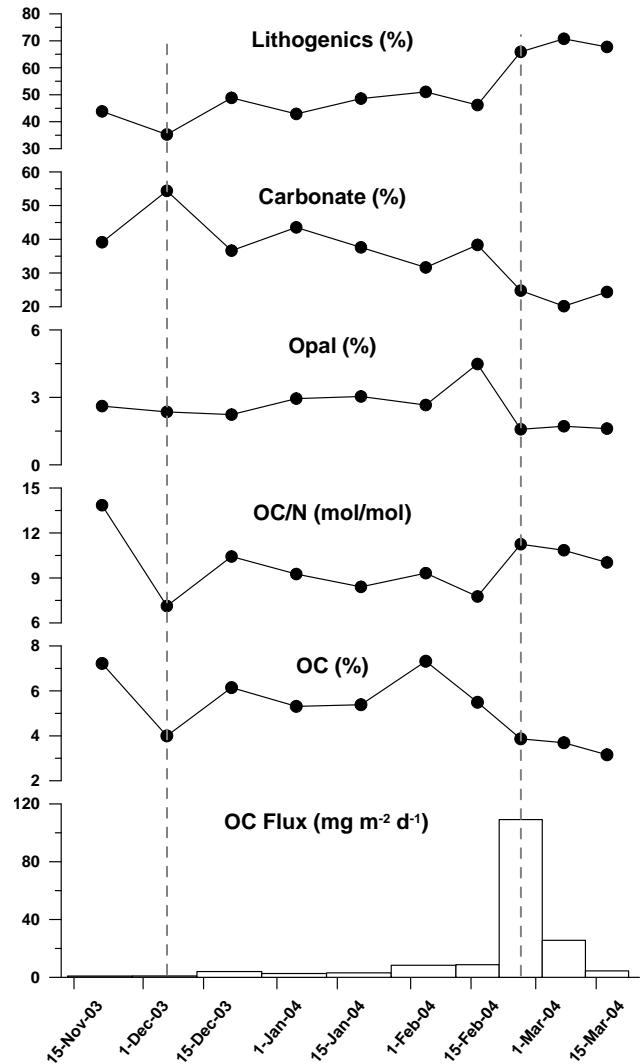 Lithogenics (%)
80
70
60
50
40
30
Carbonate (%)
60
50
40
30
20
Opal (%)
6
3
0
OC/N (mol/mol)
15
12
9
6
OC (%)
8
6
4
2
OC Flux (mg m⁻² d⁻¹)
120
80
40
0
15-Nov-03
1-Dec-03
15-Dec-03
1-Jan-04
15-Jan-04
1-Feb-04
15-Feb-04
1-Mar-04
15-Mar-04